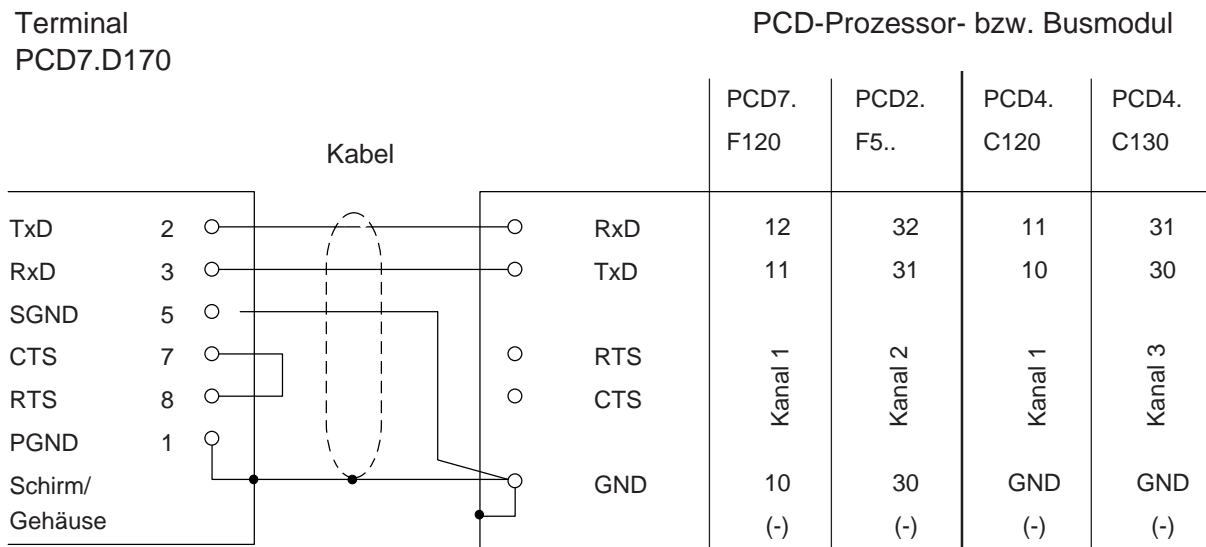 Terminal PCD-Prozessor- bzw. Busmodul
PCD7.D170
PCD7. PCD2. PCD4. PCD4.
Kabel F120 F5.. C120 C130
TxD 2 RxD 12 32 11 31
RxD 3 TxD 11 31 10 30
SGND 5
CTS 7 RTS Kanal 1 Kanal 2 Kanal 1 Kanal 3
RTS 8 CTS
PGND 1
Schirm/ GND 10 30 GND GND
Gehäuse (-) (-) (-) (-)